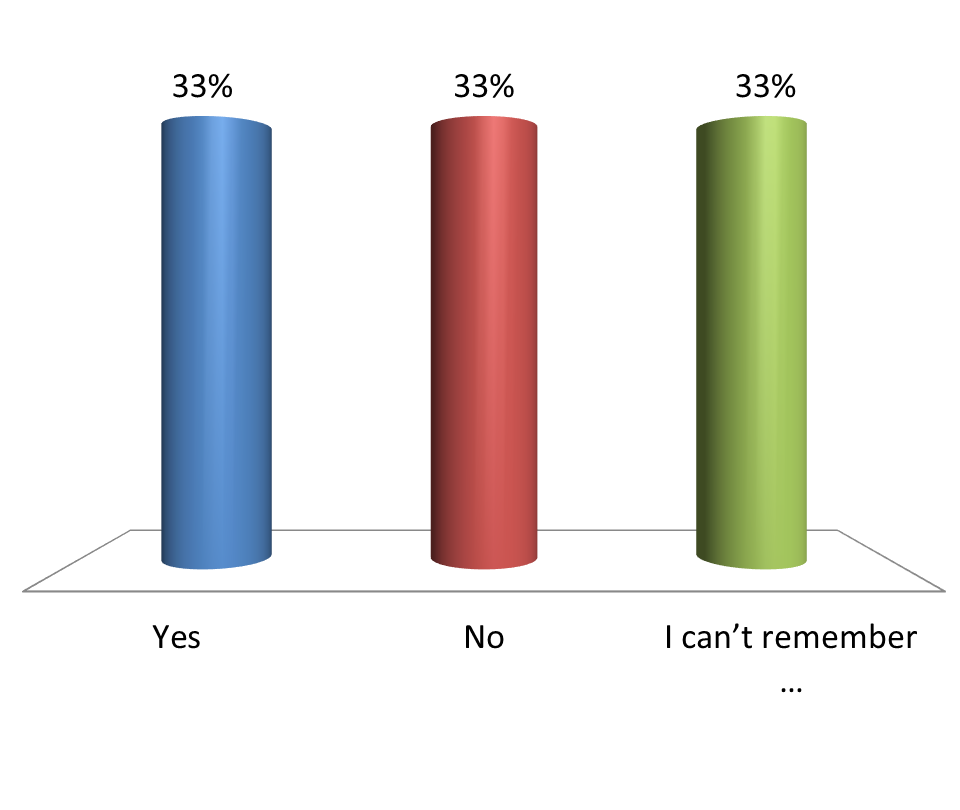 33% 33% 33%
Yes No I can’t remember
…